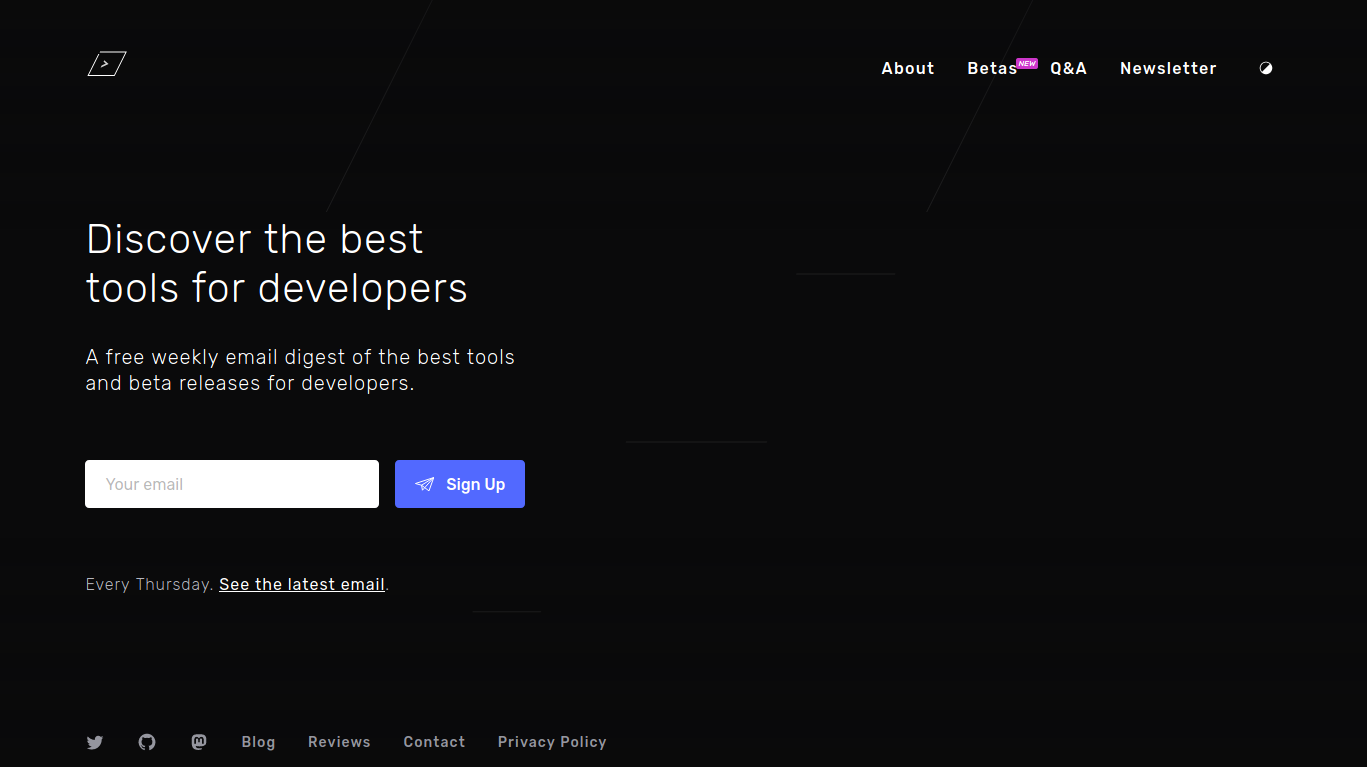 About Betas NEW Q&A Newsletter
Discover the best
tools for developers
A free weekly email digest of the best tools
and beta releases for developers.
Your email
Sign Up
Every Thursday. See the latest email.
Blog Reviews Contact Privacy Policy